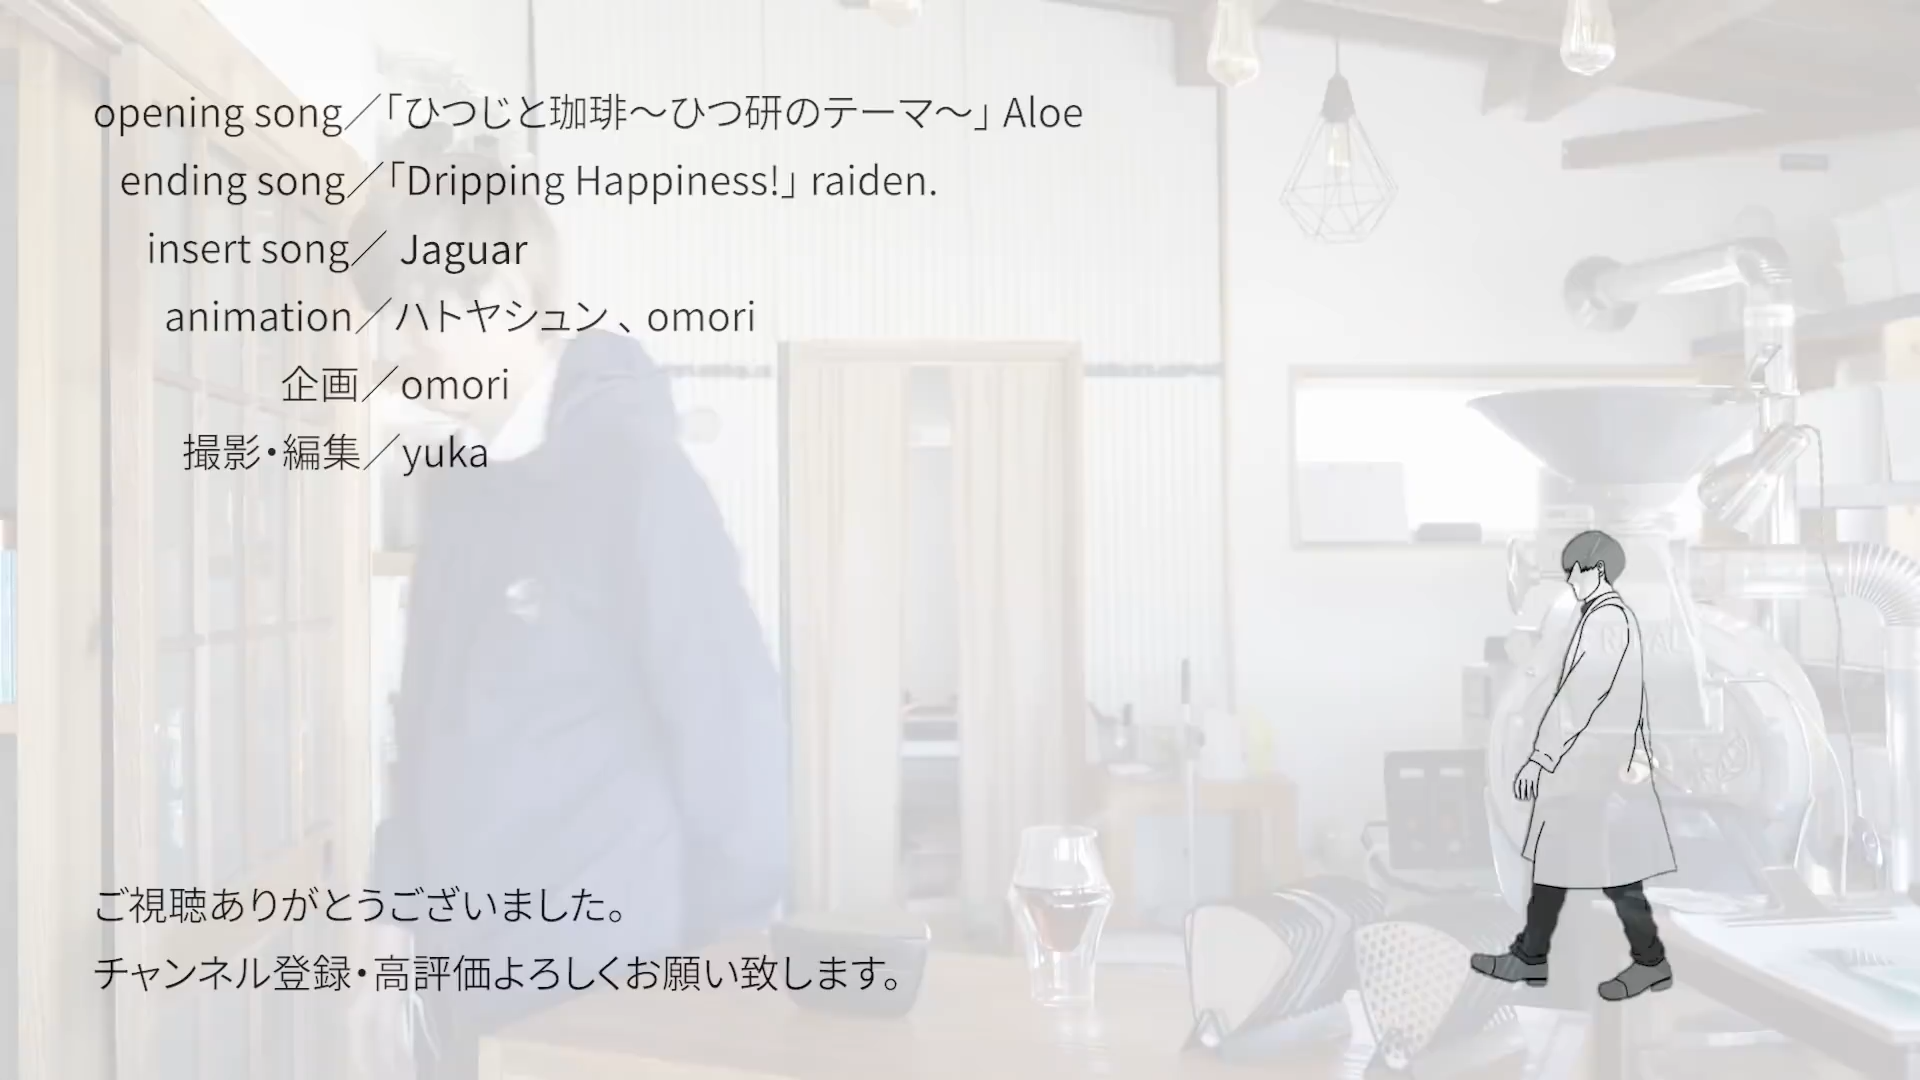 opening song／「ひつじと珈琲～ひつ研のテーマ～」 Aloe
ending song／「Dripping Happiness!」 raiden.
insert song／ Jaguar
animation／ハトヤシュン 、 omori
企画／omori
撮影・編集／yuka
ROYAL
ご視聴ありがとうございました。
チャンネル登録・高評価よろしくお願い致します。